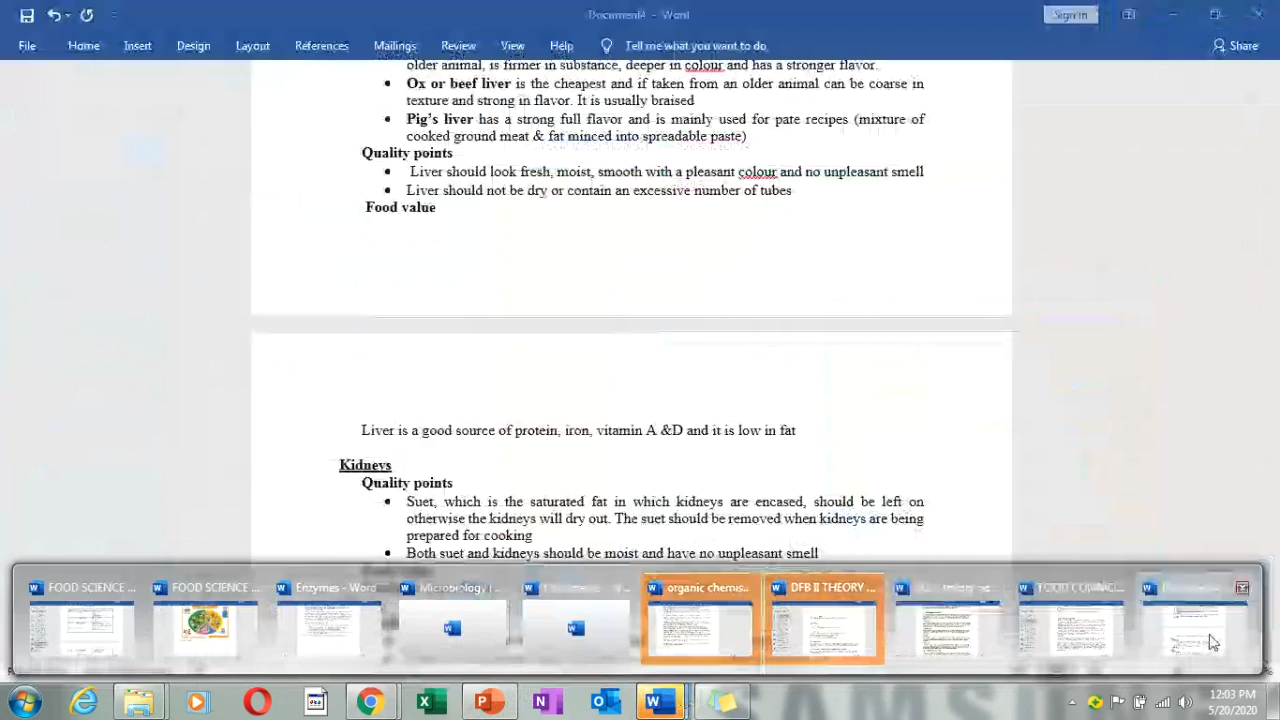 Document4 - Word
Sign in
File Home Insert Design Layout References Mailings Review View Help Tell me what you want to do Share
older animal, is firmer in substance, deeper in colour and has a stronger flavor.
• Ox or beef liver is the cheapest and if taken from an older animal can be coarse in
texture and strong in flavor. It is usually braised
• Pig's liver has a strong full flavor and is mainly used for pate recipes (mixture of
cooked ground meat & fat minced into spreadable paste)
Quality points
• Liver should look fresh, moist, smooth with a pleasant colour and no unpleasant smell
• Liver should not be dry or contain an excessive number of tubes
Food value
Liver is a good source of protein, iron, vitamin A &D and it is low in fat
Kidneys
Quality points
• Suet, which is the saturated fat in which kidneys are encased, should be left on
otherwise the kidneys will dry out. The suet should be removed when kidneys are being
prepared for cooking
• Both suet and kidneys should be moist and have no unpleasant smell
FOOD SCIENCE ... FOOD SCIENCE ... Enzymes - Word Microbiology organic chemis... DFB II THEORY ...
12:03 PM
5/20/2020